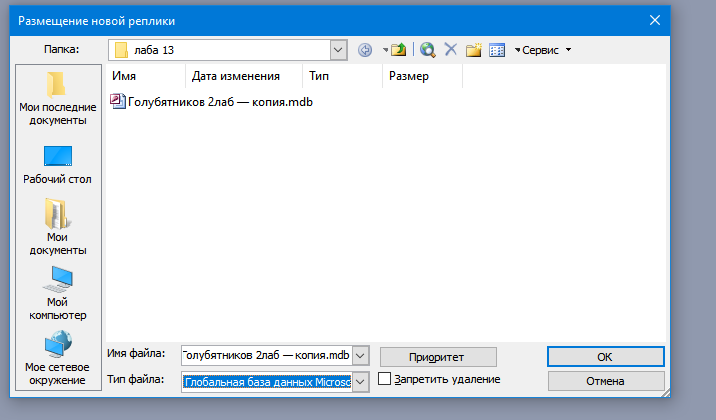 Размещение новой реплики
Папка: лаба 13 Сервис
Имя Дата изменения Тип Размер
Голубятников 2лаб — копия.mdb
Мои последние
документы
Рабочий стол
Мои
документы
Мой
компьютер
Мое сетевое
окружение
Имя файла: олубятников 2лаб — копия.mdb Приоритет OK
Тип файла: Глобальная база данных Microsc Запретить удаление Отмена